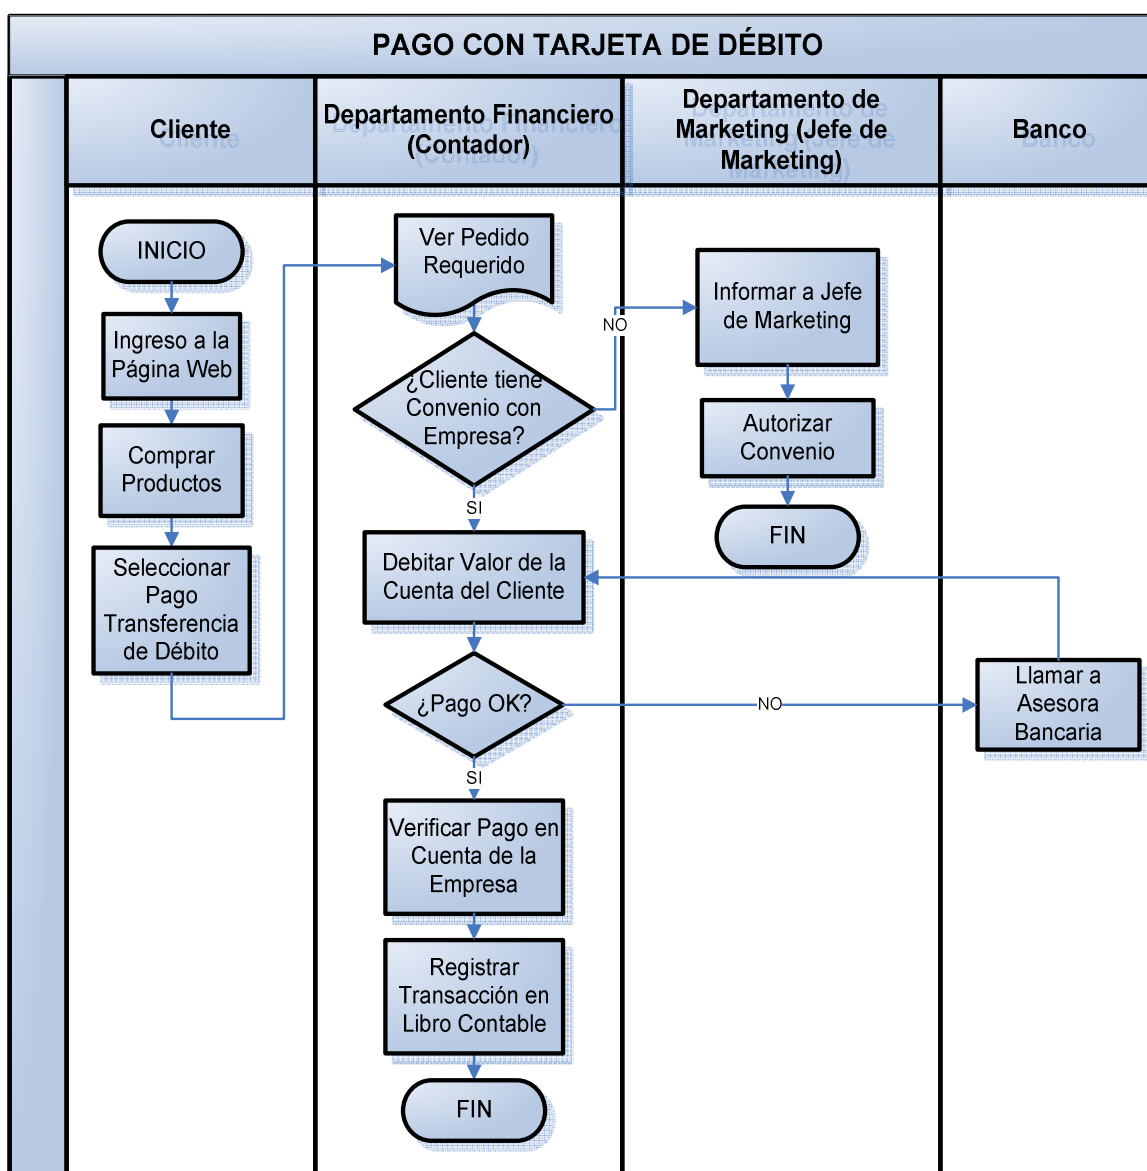 PAGO CON TARJETA DE DÉBITO
Cliente
Departamento Financiero
(Contador)
Departamento de
Marketing (Jefe de
Marketing)
Banco
INICIO
Ingreso a la
Página Web
Comprar
Productos
Seleccionar
Pago
Transferencia
de Débito
Ver Pedido
Requerido
¿Cliente tiene
Convenio con
Empresa?
NO
SI
Debitar Valor de la
Cuenta del Cliente
¿Pago OK?
NO
SI
Verificar Pago en
Cuenta de la
Empresa
Registrar
Transacción en
Libro Contable
FIN
Informar a Jefe
de Marketing
Autorizar
Convenio
FIN
Llamar a
Asesora
Bancaria